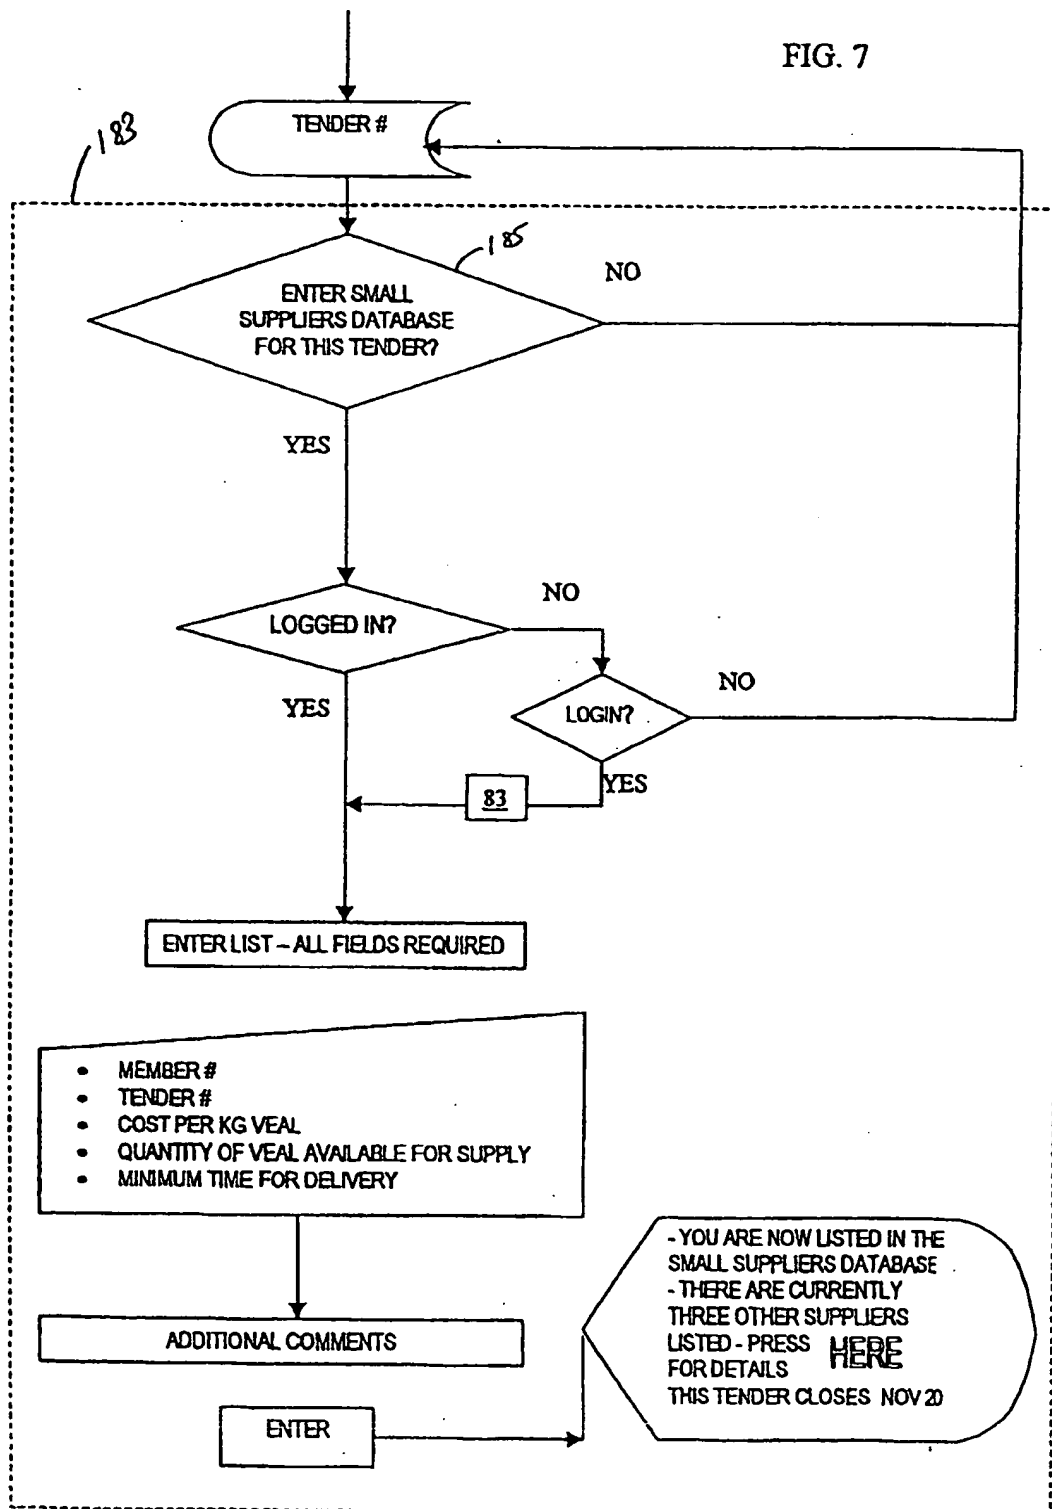 FIG. 7
TENDER #
183
185
NO
ENTER SMALL
SUPPLIERS DATABASE
FOR THIS TENDER?
YES
NO
LOGGED IN?
NO
YES
LOGIN?
YES
83
ENTER LIST – ALL FIELDS REQUIRED
• MEMBER #
• TENDER #
• COST PER KG VEAL
• QUANTITY OF VEAL AVAILABLE FOR SUPPLY
• MINIMUM TIME FOR DELIVERY
- YOU ARE NOW LISTED IN THE
SMALL SUPPLIERS DATABASE
- THERE ARE CURRENTLY
THREE OTHER SUPPLIERS
LISTED - PRESS HERE
FOR DETAILS
THIS TENDER CLOSES NOV 20
ADDITIONAL COMMENTS
ENTER